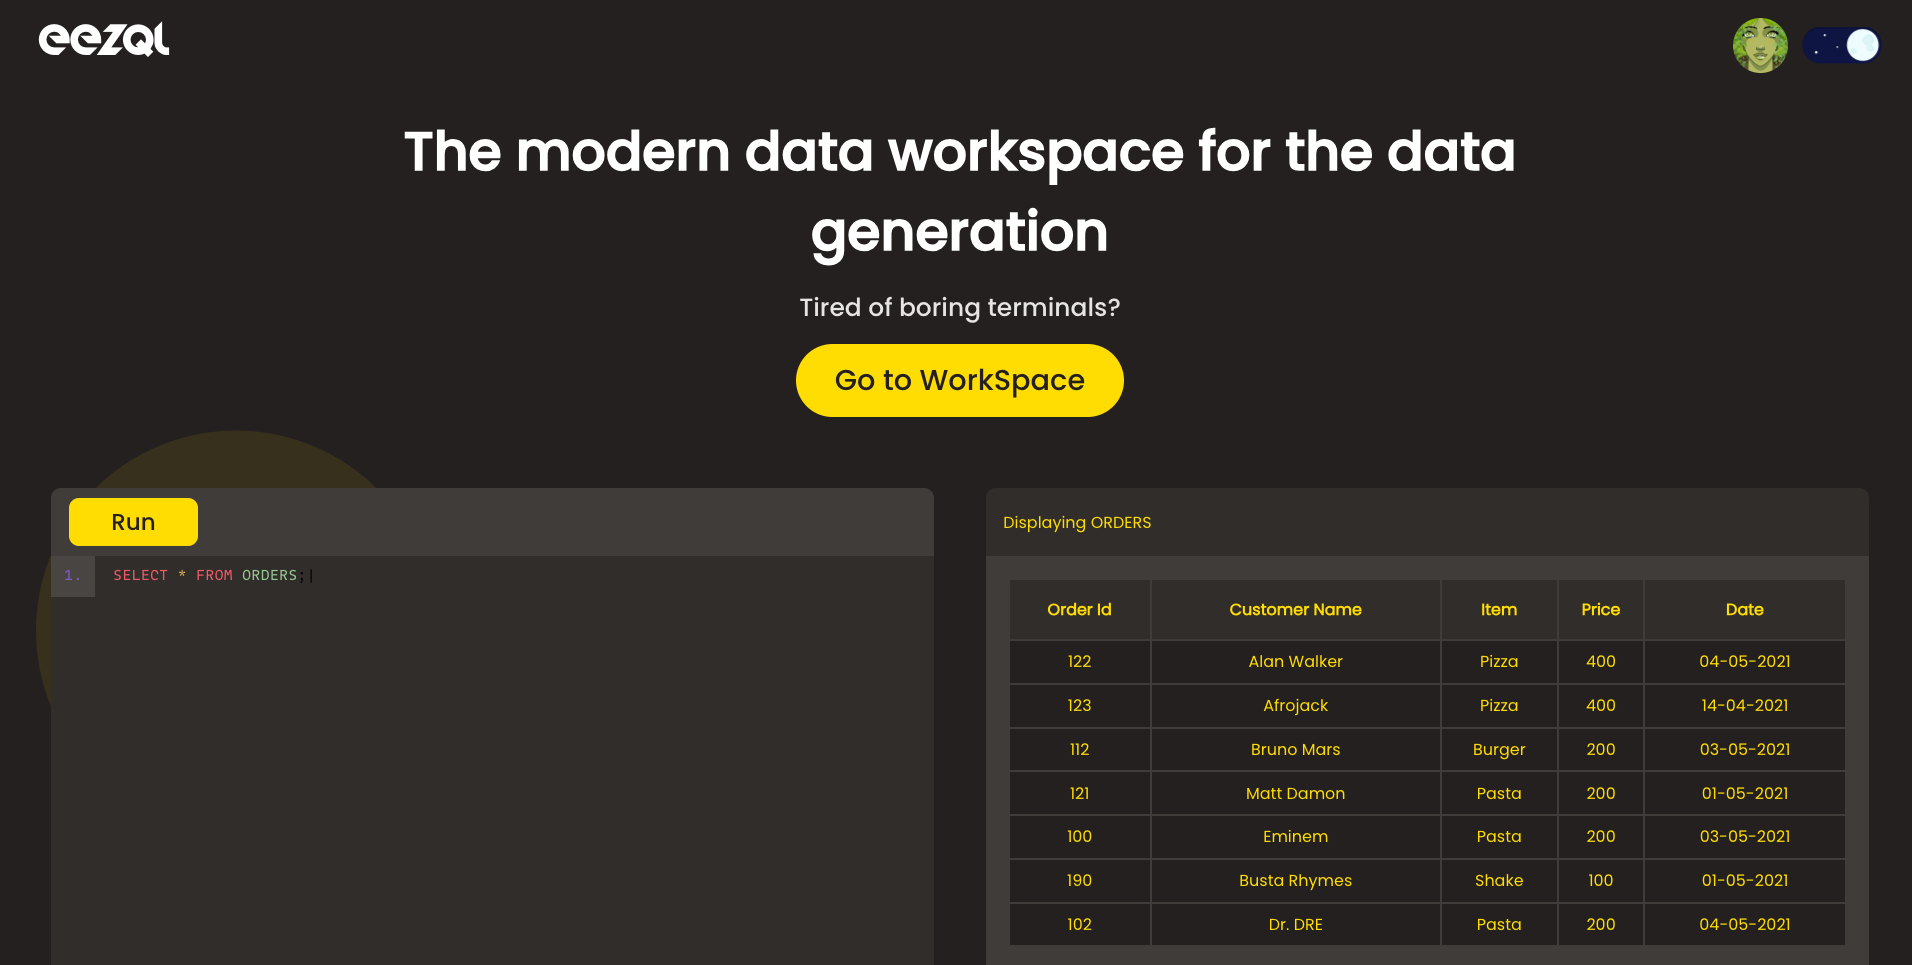 eezql
The modern data workspace for the data
generation
Tired of boring terminals?
Go to WorkSpace
Run
1. SELECT * FROM ORDERS;|
Displaying ORDERS
Order Id Customer Name Item Price Date
122 Alan Walker Pizza 400 04-05-2021
123 Afrojack Pizza 400 14-04-2021
112 Bruno Mars Burger 200 03-05-2021
121 Matt Damon Pasta 200 01-05-2021
100 Eminem Pasta 200 03-05-2021
190 Busta Rhymes Shake 100 01-05-2021
102 Dr. DRE Pasta 200 04-05-2021